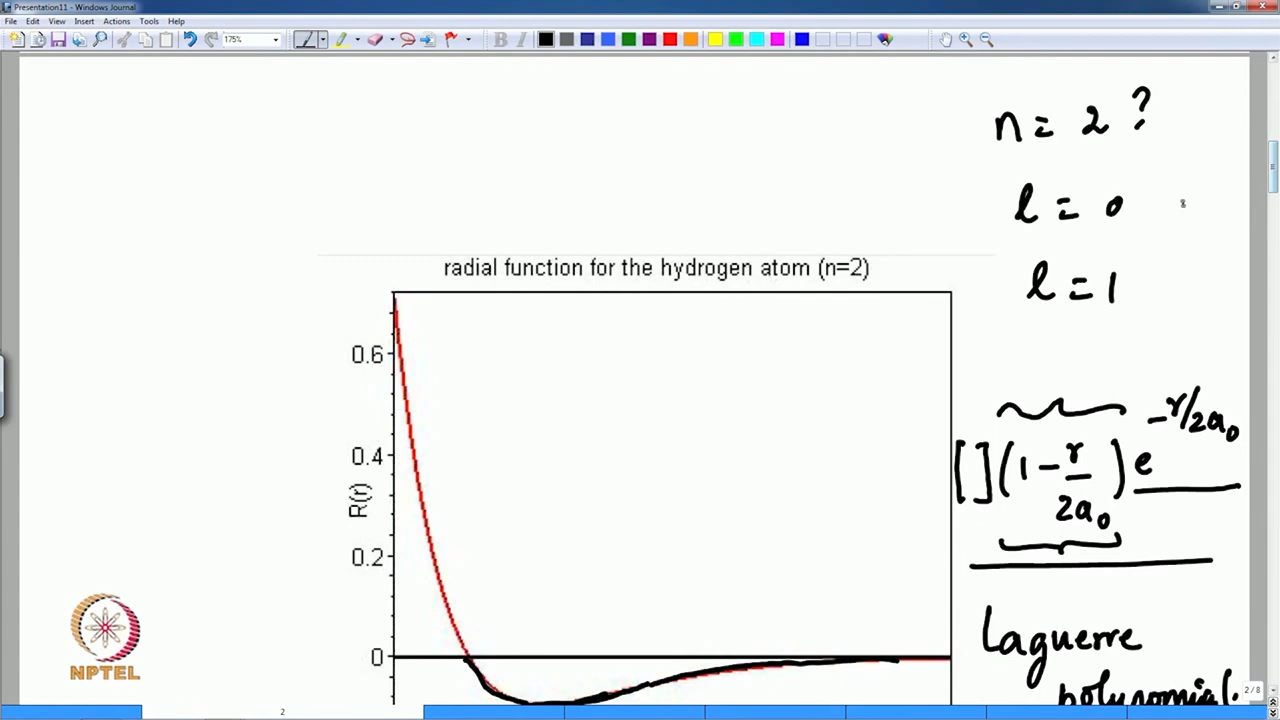 Presentation11 - Windows Journal
File Edit View Insert Actions Tools Help
175%
n = 2 ?
l = 0
l = 1
radial function for the hydrogen atom (n=2)
0.6
0.4
0.2
0
R(r)
[ ] (1 - r/2a₀) e^(-r/2a₀)
Laguerre
polynomial.
NPTEL
2
2 / 8